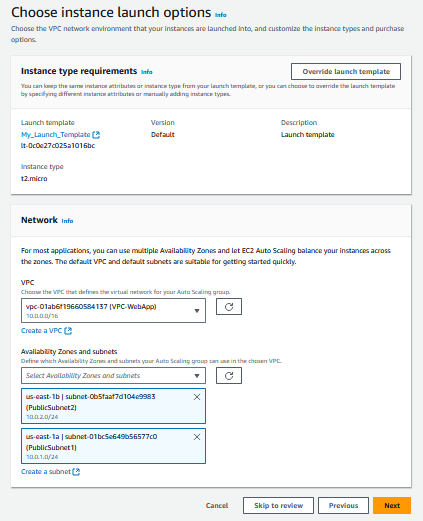 Choose instance launch options Info
Choose the VPC network environment that your instances are launched into, and customize the instance types and purchase
options.
Instance type requirements Info
Override launch template
You can keep the same instance attributes or instance type from your launch template, or you can choose to override the launch template
by specifying different instance attributes or manually adding instance types.
Launch template
Version
Description
My_Launch_Template
Default
Launch template
lt-0c0e27c025a1016bc
Instance type
t2.micro
Network Info
For most applications, you can use multiple Availability Zones and let EC2 Auto Scaling balance your instances across
the zones. The default VPC and default subnets are suitable for getting started quickly.
VPC
Choose the VPC that defines the virtual network for your Auto Scaling group.
vpc-01ab6f19660584137 (VPC-WebApp)
10.0.0.0/16
Create a VPC
Availability Zones and subnets
Define which Availability Zones and subnets your Auto Scaling group can use in the chosen VPC.
Select Availability Zones and subnets
us-east-1b | subnet-0b5faaf7d104e9983
(PublicSubnet2)
10.0.2.0/24
us-east-1a | subnet-01bc5e649b56577c0
(PublicSubnet1)
10.0.1.0/24
Create a subnet
Cancel
Skip to review
Previous
Next